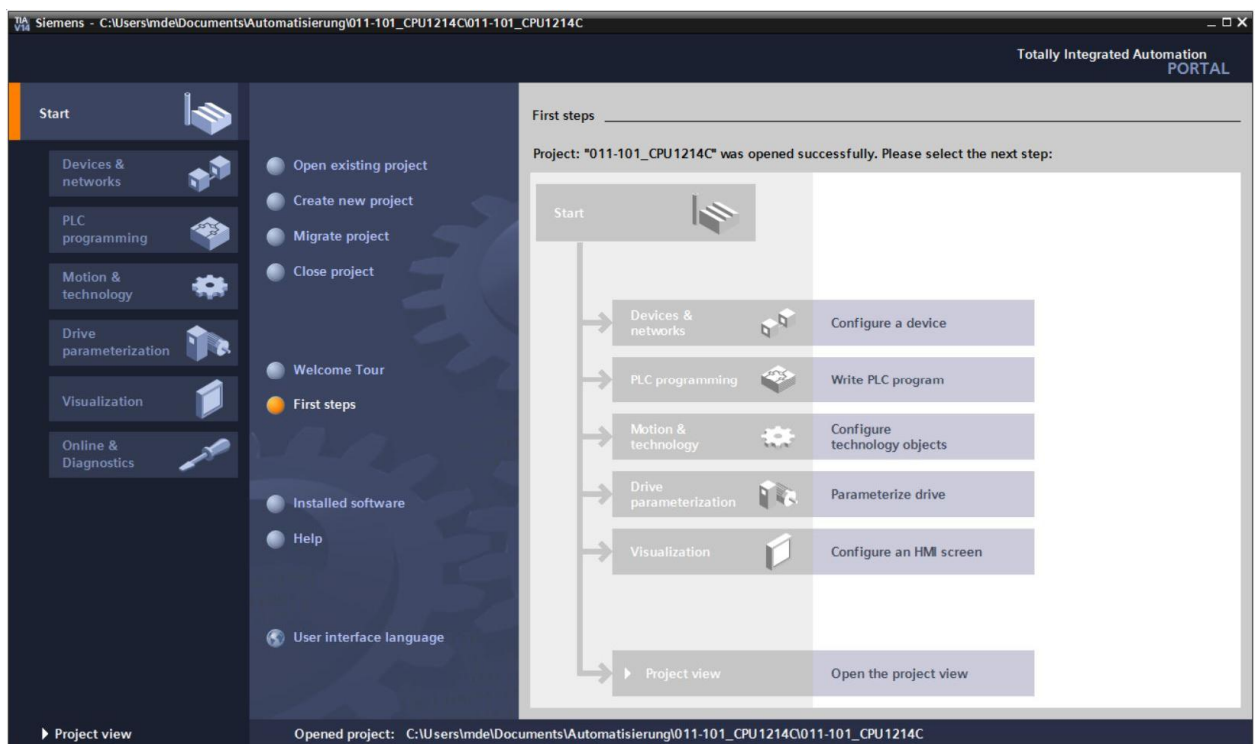 TIA
V14
Siemens - C:\Users\mde\Documents\Automatisierung\011-101_CPU1214C\011-101_CPU1214C
Totally Integrated Automation
PORTAL
Start
Devices &
networks
PLC
programming
Motion &
technology
Drive
parameterization
Visualization
Online &
Diagnostics
Open existing project
Create new project
Migrate project
Close project
Welcome Tour
First steps
Installed software
Help
User interface language
First steps
Project: "011-101_CPU1214C" was opened successfully. Please select the next step:
Start
Devices &
networks
Configure a device
PLC programming
Write PLC program
Motion &
technology
Configure
technology objects
Drive
parameterization
Parameterize drive
Visualization
Configure an HMI screen
Project view
Open the project view
Project view
Opened project: C:\Users\mde\Documents\Automatisierung\011-101_CPU1214C\011-101_CPU1214C